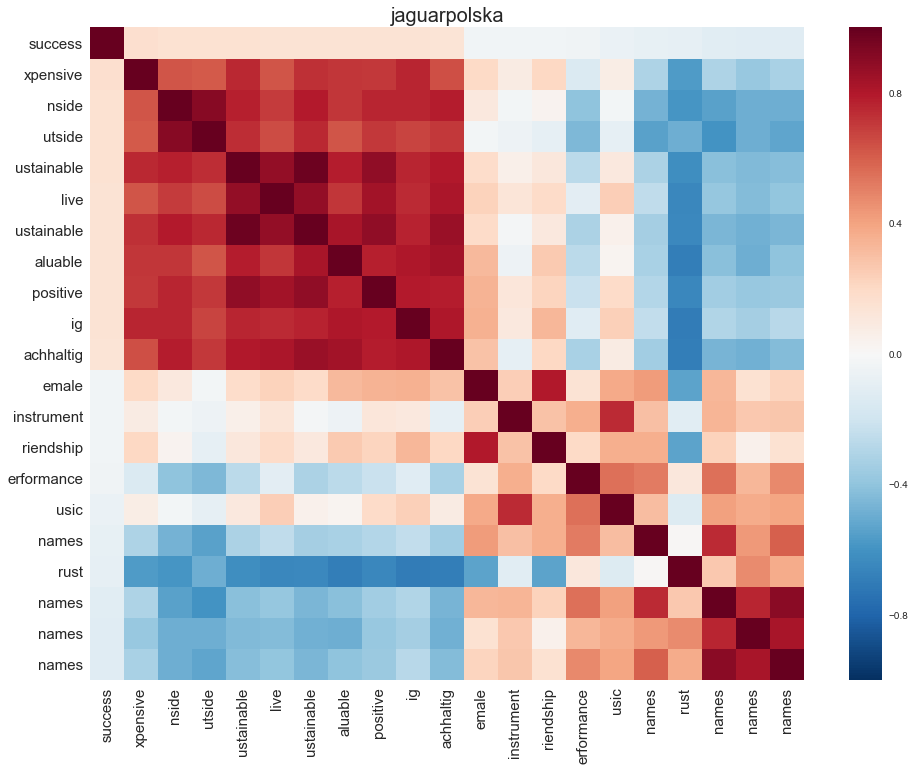 jaguarpolska
success
xpensive
nside
utside
ustainable
live
ustainable
aluable
positive
ig
achhaltig
emale
instrument
riendship
erformance
usic
names
rust
names
names
names
0.8
0.4
0.0
−0.4
−0.8
success
xpensive
nside
utside
ustainable
live
ustainable
aluable
positive
ig
achhaltig
emale
instrument
riendship
erformance
usic
names
rust
names
names
names